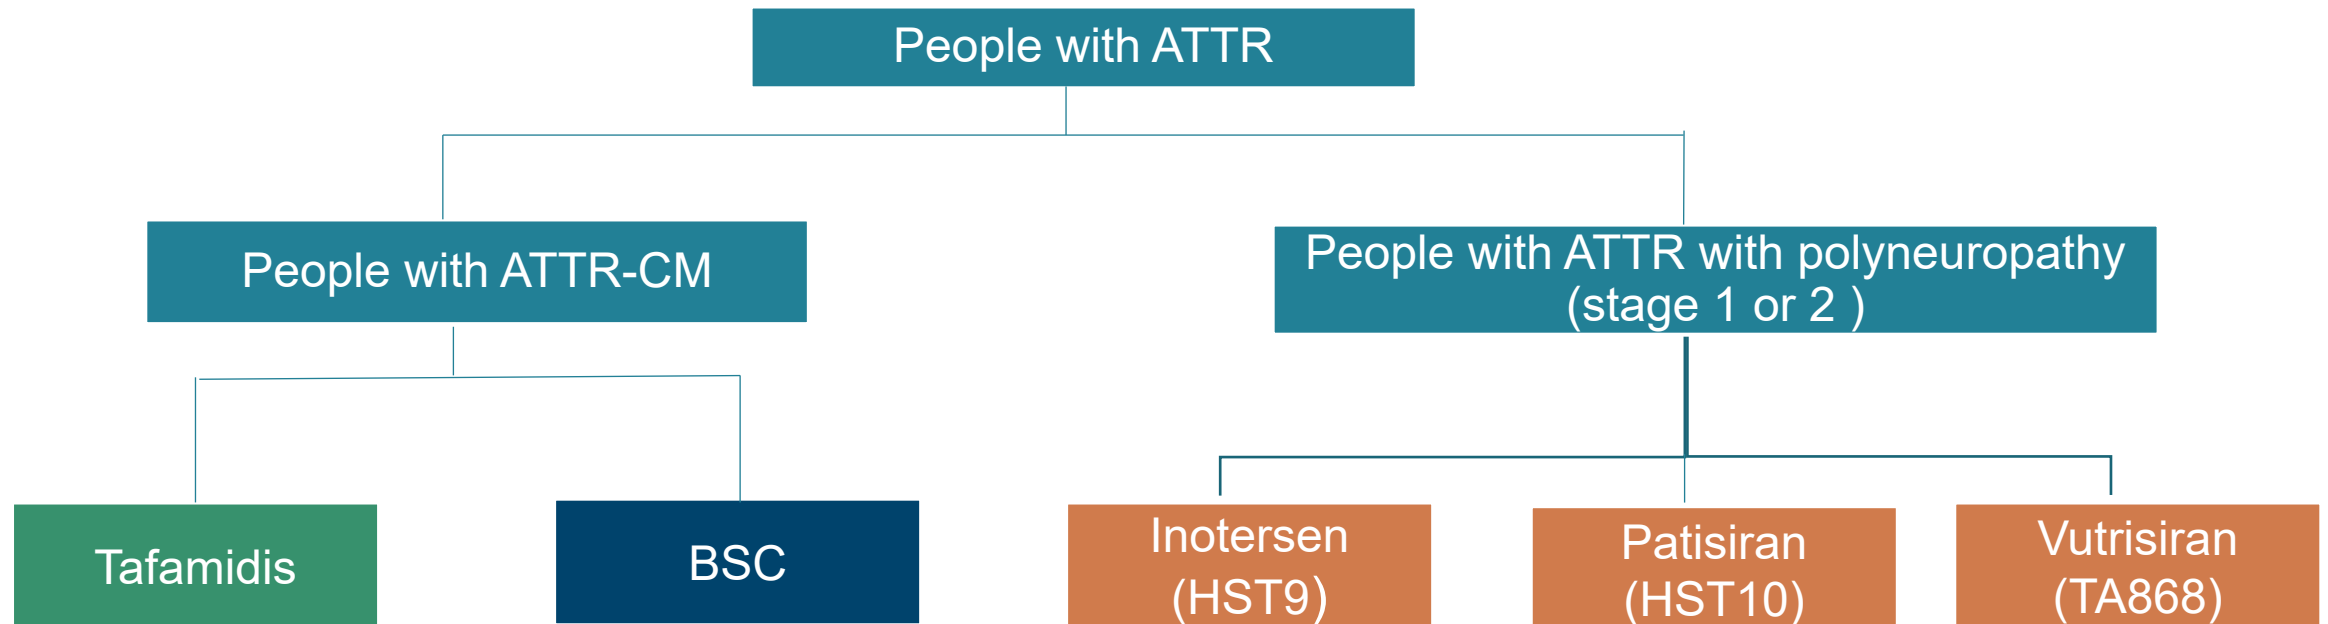 People with ATTR
People with ATTR-CM
People with ATTR with polyneuropathy
(stage 1 or 2 )
Tafamidis
BSC
Inotersen
(HST9)
Patisiran
(HST10)
Vutrisiran
(TA868)